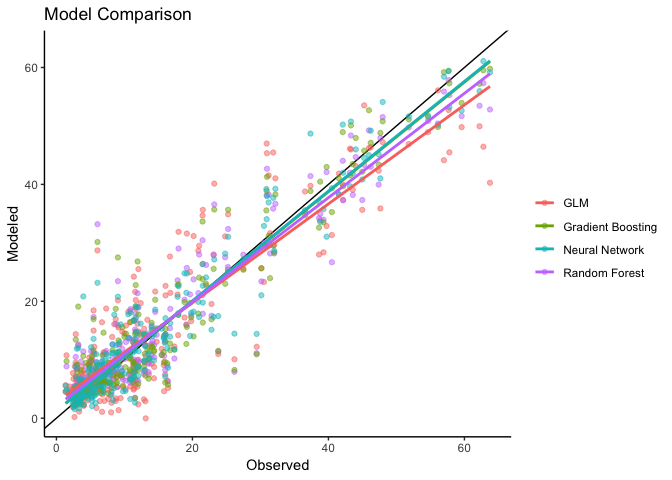 Model Comparison
60
40
20
0
Modeled
0
20
40
60
Observed
GLM
Gradient Boosting
Neural Network
Random Forest